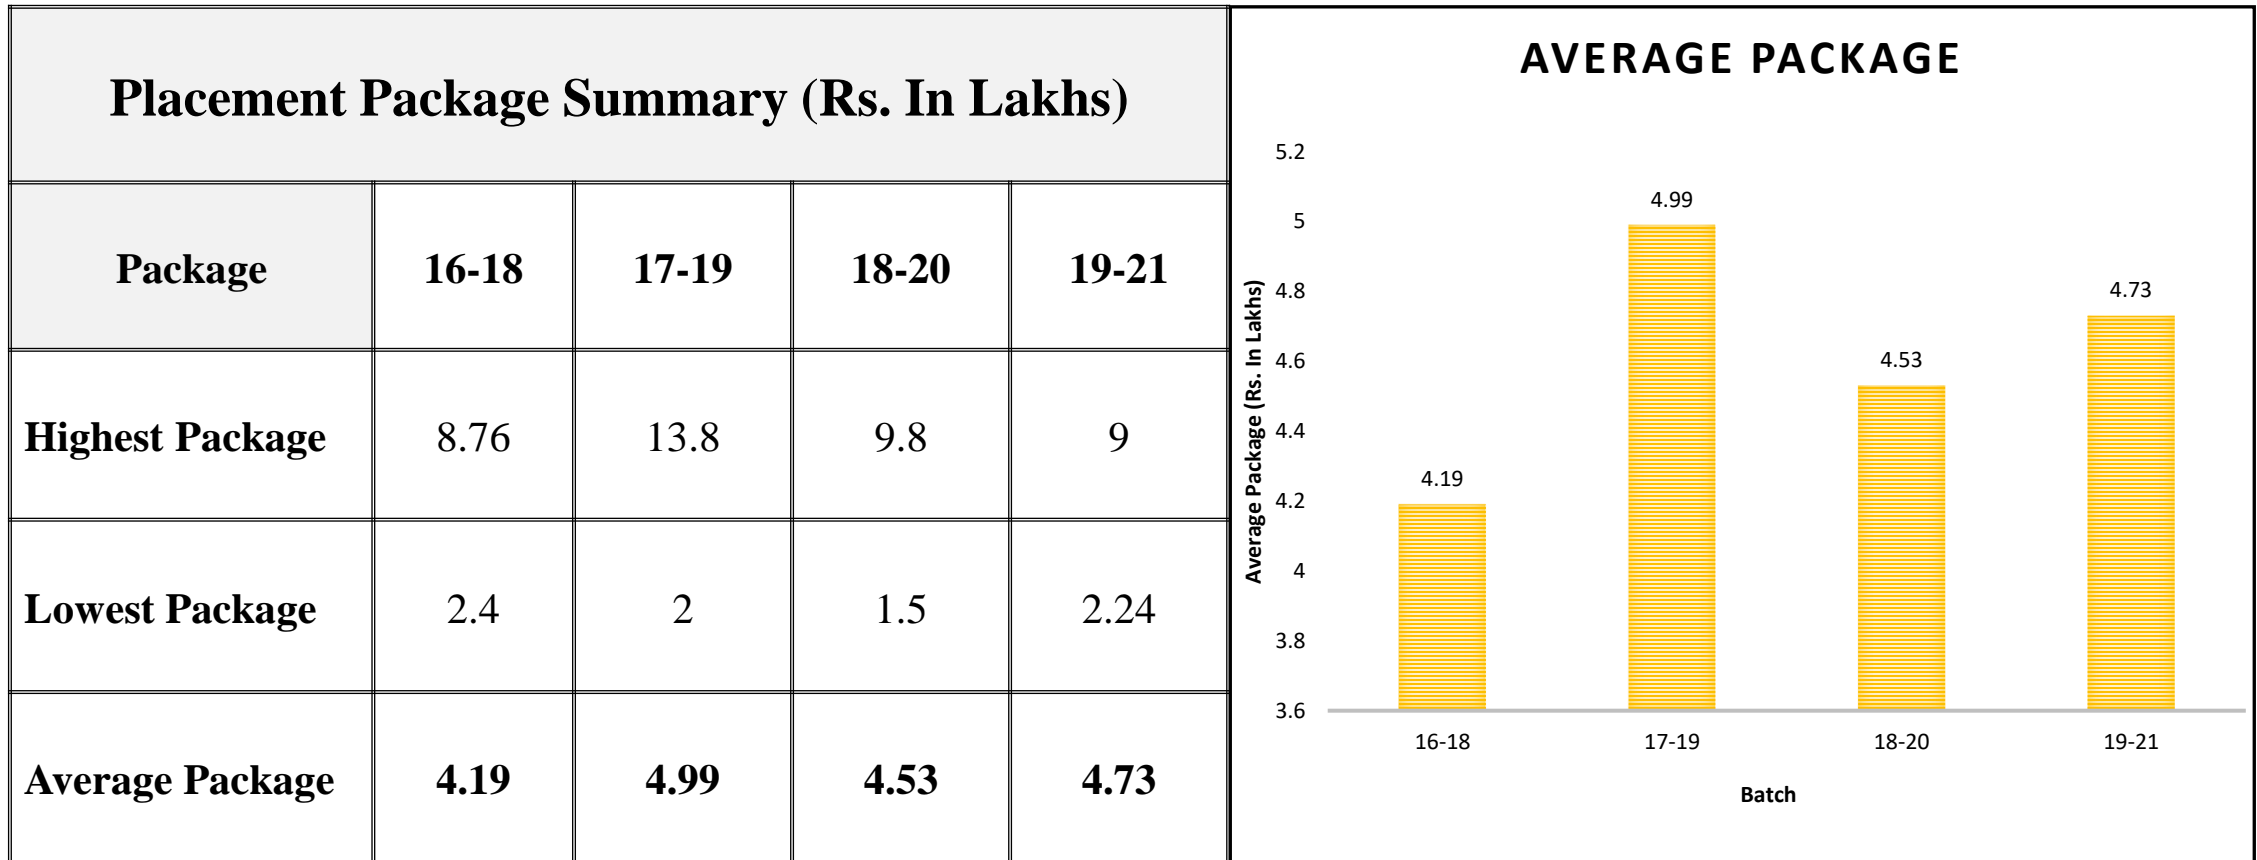 Placement Package Summary (Rs. In Lakhs)
Package 16-18 17-19 18-20 19-21
Highest Package 8.76 13.8 9.8 9
Lowest Package 2.4 2 1.5 2.24
Average Package 4.19 4.99 4.53 4.73
AVERAGE PACKAGE
Average Package (Rs. In Lakhs)
5.2
5
4.8
4.6
4.4
4.2
4
3.8
3.6
4.19
4.99
4.53
4.73
16-18 17-19 18-20 19-21
Batch